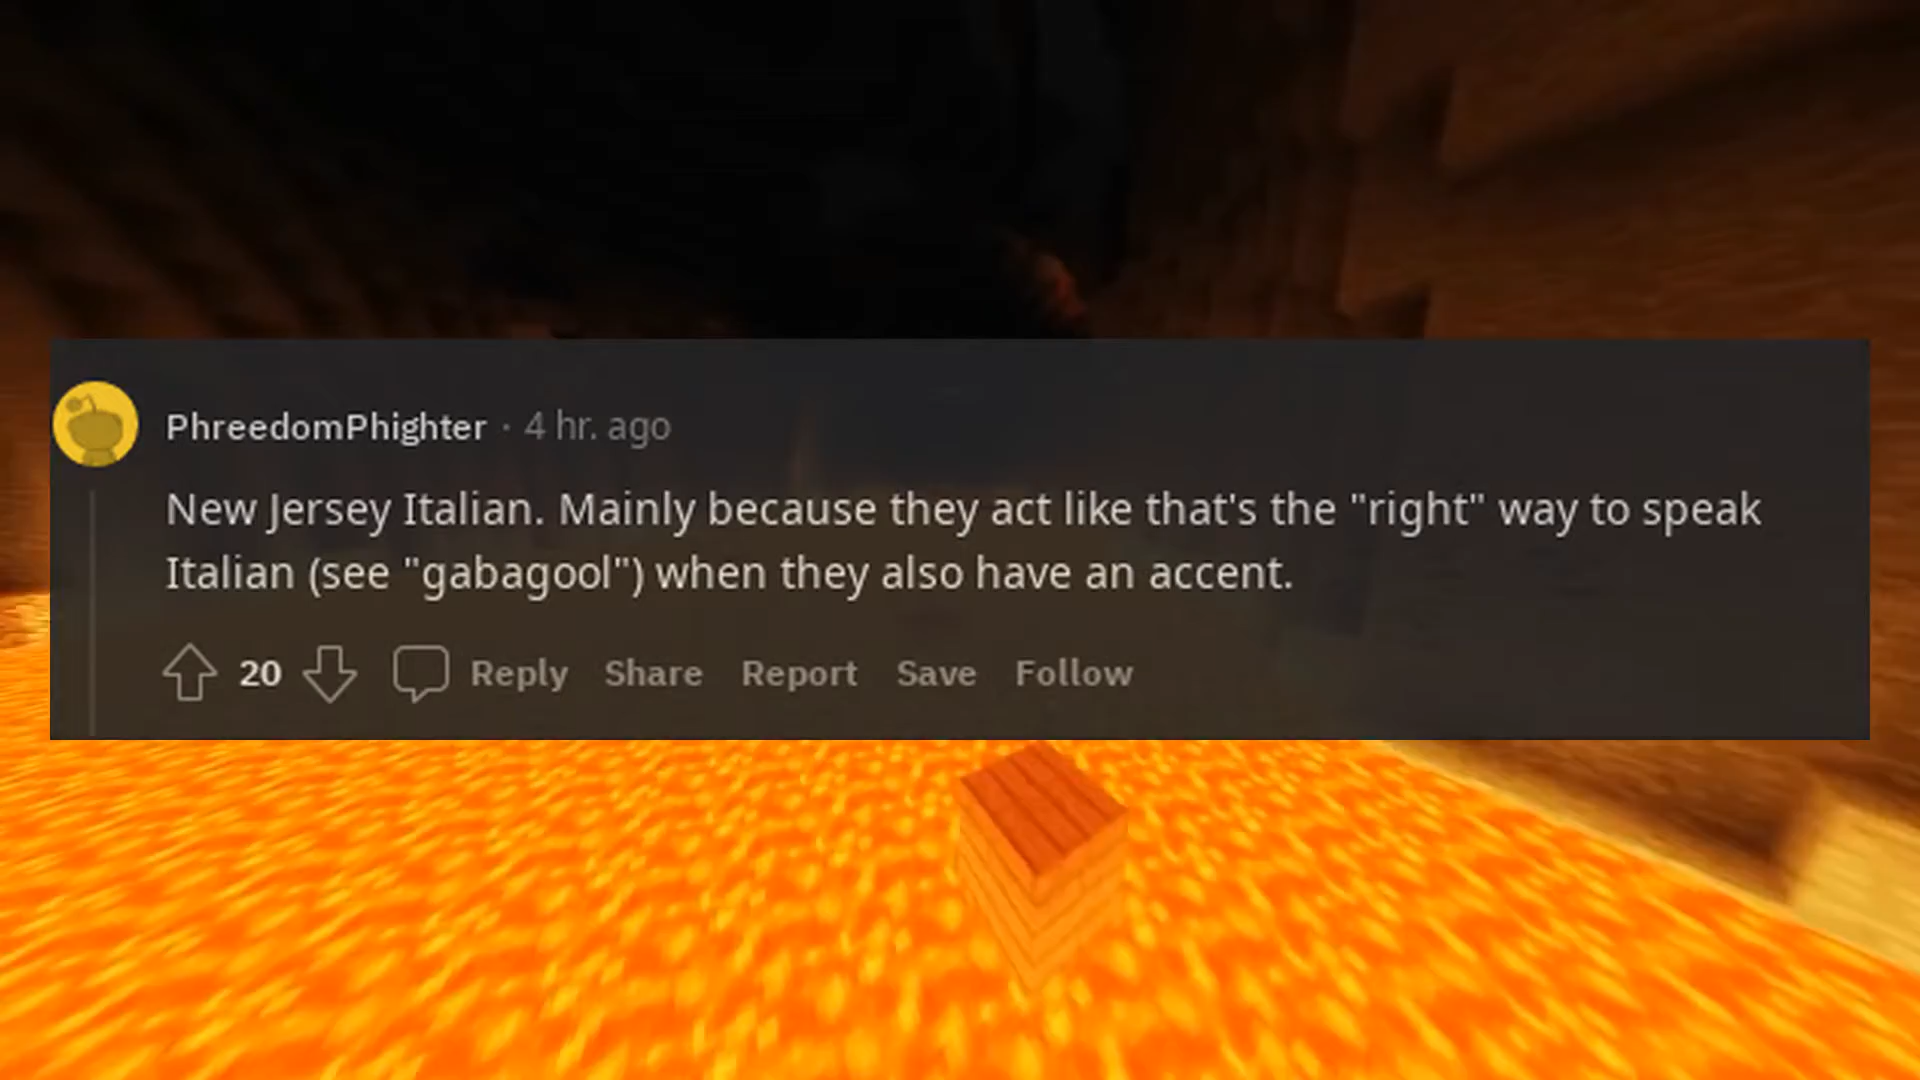 PhreedomPhighter · 4 hr. ago
New Jersey Italian. Mainly because they act like that's the "right" way to speak
Italian (see "gabagool") when they also have an accent.
20 Reply Share Report Save Follow